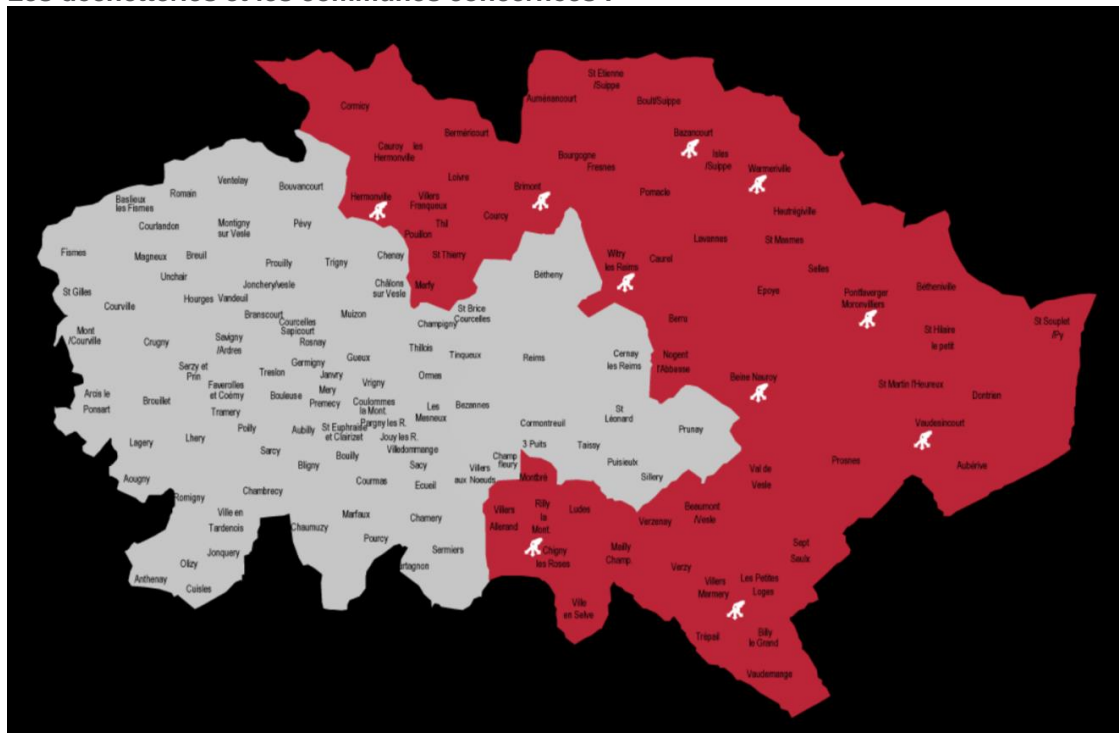 Les déchetteries et les communes concernées :
St Etienne
/Suippe
Auménancourt
Boult/Suippe
Cormicy
Bazancourt
Berméricourt
Cauroy les
Hermonville
Isles
/Suippe
Bourgogne
Fresnes
Warmeriville
Loivre
Brimont
Pomacle
Hermonville
Villers
Franqueux
Courcy
Heutrégiville
Thil
Pouillon
Lavannes
St Masmes
St Thierry
Witry
les Reims
Caurel
Selles
Merfy
Epoye
Pontfaverger
Moronvilliers
Béthenville
Berru
St Hilaire
le petit
St Souplet
/Py
Nogent
l'Abbesse
Beine Nauroy
St Martin l'Heureux
Dontrien
Vaudesincourt
Prosnes
Aubérive
Val de
Vesle
Beaumont
/Vesle
Verzenay
Sept
Saulx
Montbré
Villers
Allerand
Rilly
la
Mont.
Ludes
Chigny
les Roses
Mailly
Champ.
Verzy
Villers
Marmery
Les Petites
Loges
Ville
en Selve
Trépail
Billy
le Grand
Vaudemange
Ventelay
Bouvancourt
Romain
Baslieux
les Fismes
Courlandon
Montigny
sur Vesle
Pévy
Fismes
Magneux
Breuil
Prouilly
Trigny
Chenay
Unchair
Jonchery/vesle
Châlons
sur Vesle
St Gilles
Courville
Hourges
Vandeuil
Branscourt
Courcelles
Sapicourt
Muizon
Champigny
St Brice
Courcelles
Bétheny
Mont
/Courville
Crugny
Savigny
/Ardres
Rosnay
Thillois
Tinqueux
Reims
Cernay
les Reims
Serzy et
Prin
Faverolles
et Coëmy
Treslon
Germigny
Janvry
Gueux
Vrigny
Ormes
Arcis le
Ponsart
Brouillet
Tramery
Bouleuse
Mery
Premecy
Coulommes
la Mont.
Les
Mesneux
Bezannes
Cormontreuil
St
Léonard
Prunay
Lagery
Lhery
Poilly
Aubilly
St Euphraise
et Clairizet
Pargny les R.
Jouy les R.
Villedommange
3 Puits
Taissy
Puisieulx
Sillery
Sarcy
Bligny
Bouilly
Sacy
Champ
fleury
Villers
aux Noeuds
Aougny
Chambrecy
Courmas
Ecueil
Romigny
Ville en
Tardenois
Chaumuzy
Marfaux
Chamery
Pourcy
Sermiers
Jonquery
Olizy
Anthenay
Cuisles